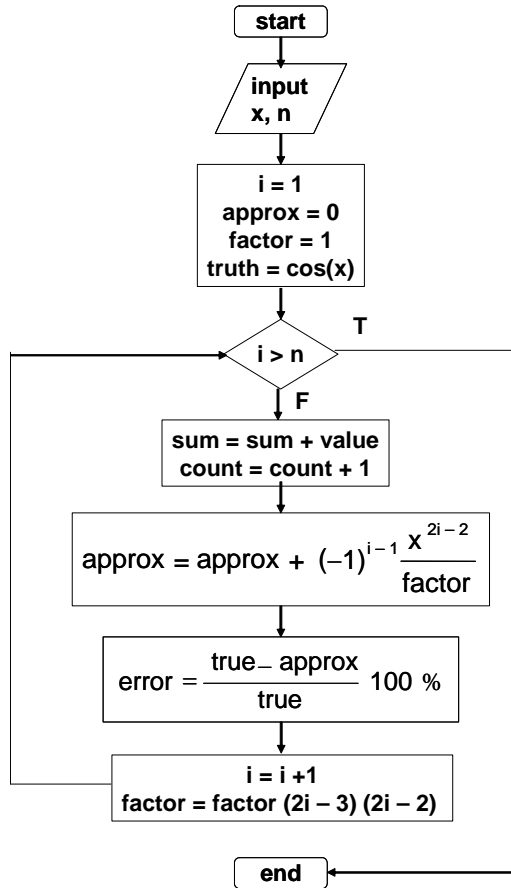 start
input
x, n
i = 1
approx = 0
factor = 1
truth = cos(x)
i > n
T
F
sum = sum + value
count = count + 1
approx = approx + (−1)^{i−1} x^{2i−2} / factor
error = true − approx / true 100 %
i = i +1
factor = factor (2i – 3) (2i – 2)
end